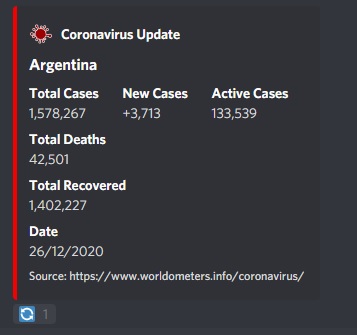 Coronavirus Update
Argentina
Total Cases New Cases Active Cases
1,578,267 +3,713 133,539
Total Deaths
42,501
Total Recovered
1,402,227
Date
26/12/2020
Source: https://www.worldometers.info/coronavirus/
1